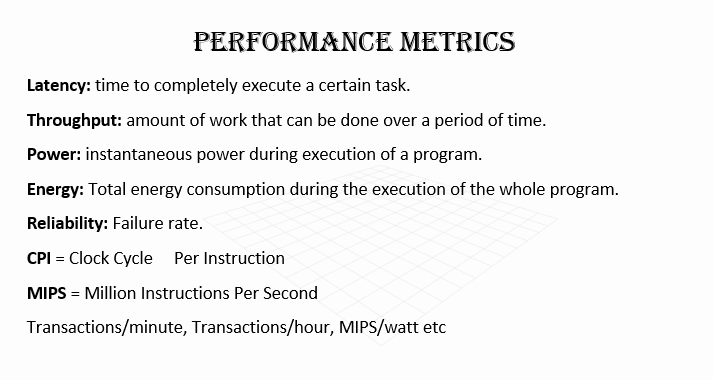 PERFORMANCE METRICS
Latency: time to completely execute a certain task.
Throughput: amount of work that can be done over a period of time.
Power: instantaneous power during execution of a program.
Energy: Total energy consumption during the execution of the whole program.
Reliability: Failure rate.
CPI = Clock Cycle Per Instruction
MIPS = Million Instructions Per Second
Transactions/minute, Transactions/hour, MIPS/watt etc